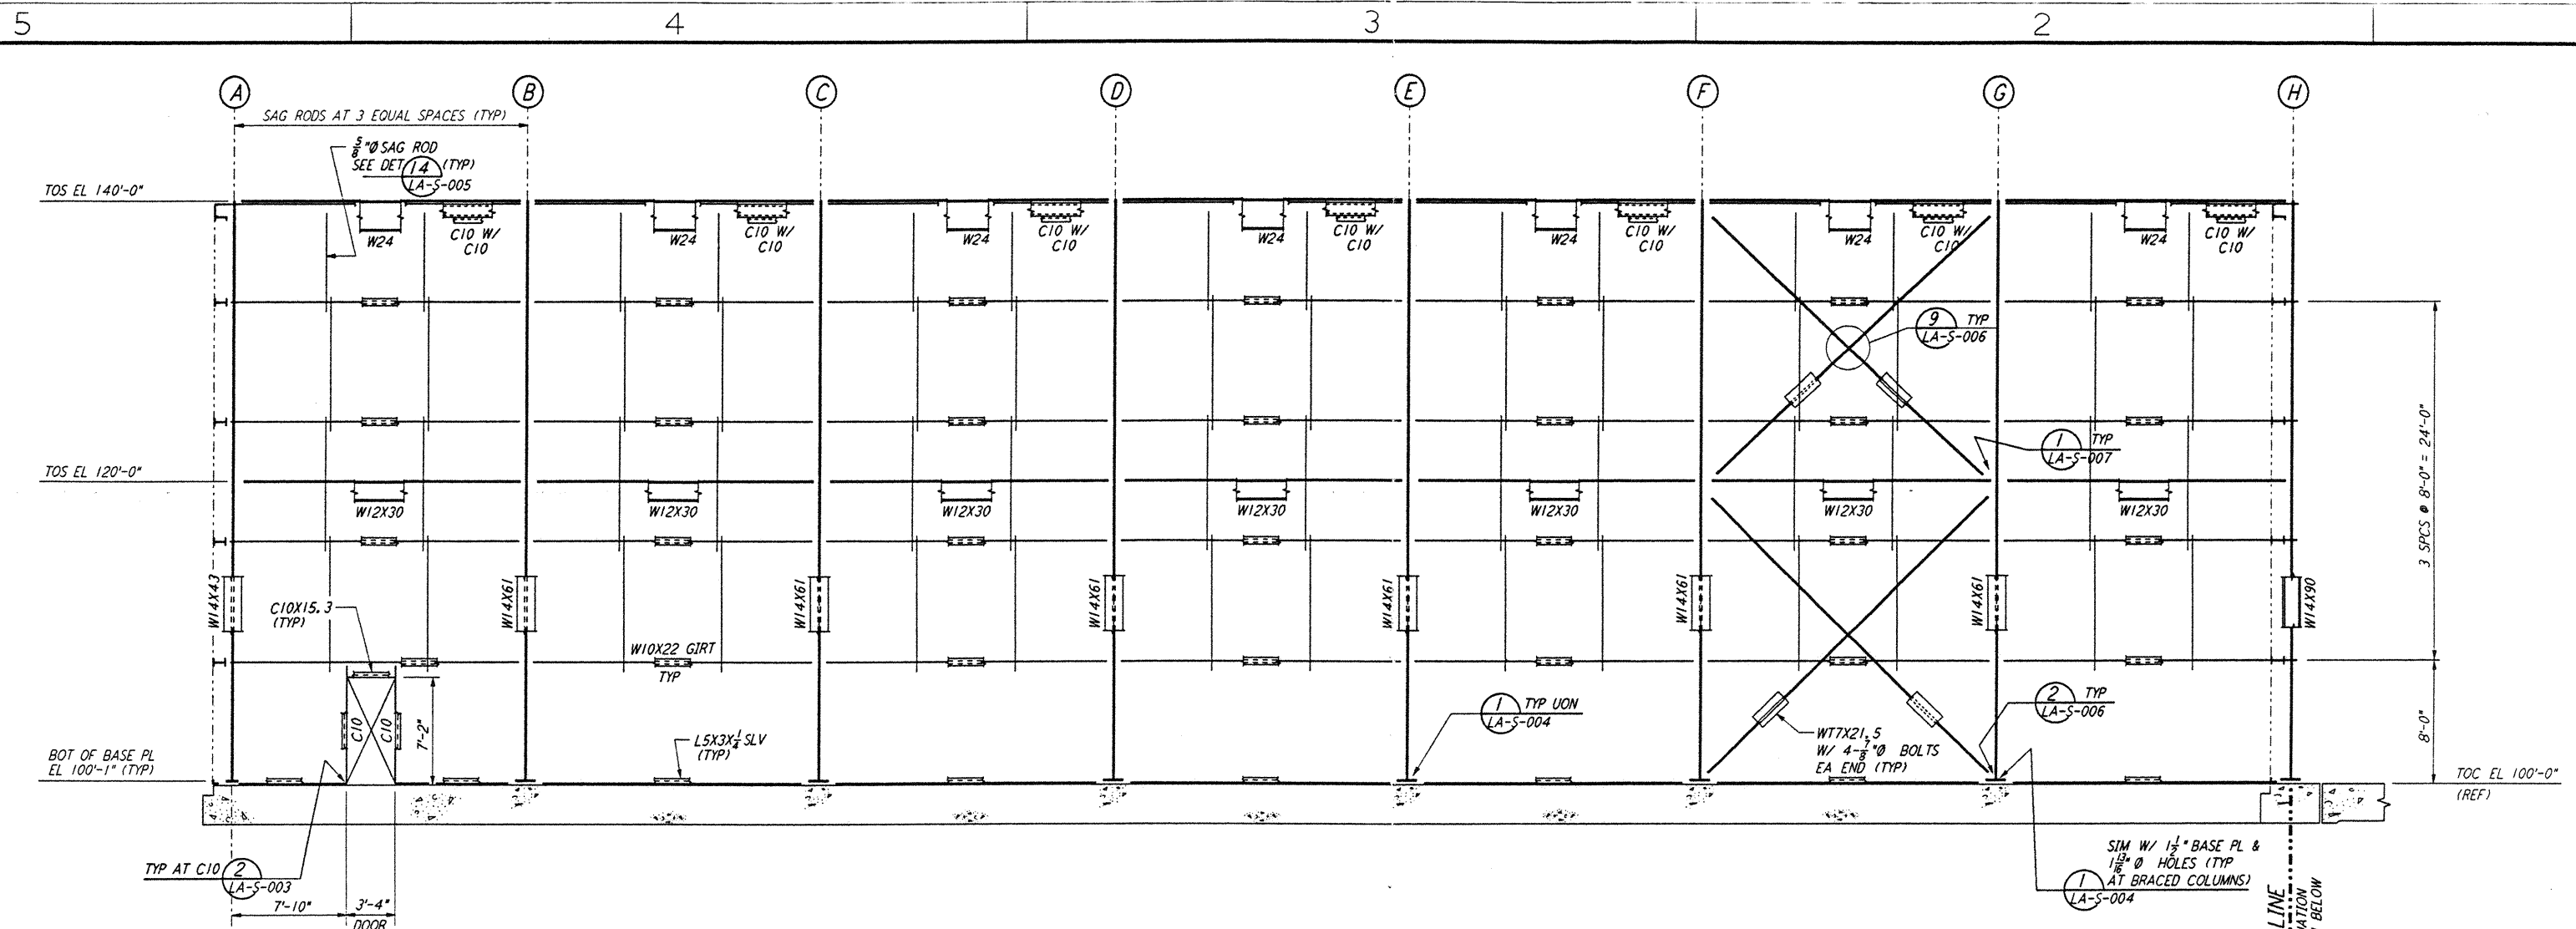 5
4
3
2
A
B
C
D
E
F
G
H
SAG RODS AT 3 EQUAL SPACES (TYP)
5/8"Ø SAG ROD
SEE DET 14 (TYP)
LA-S-005
TOS EL 140'-0"
W24
C10 W/
C10
W24
C10 W/
C10
W24
C10 W/
C10
W24
C10 W/
C10
W24
C10 W/
C10
W24
C10 W/
C10
W24
C10 W/
C10
9 TYP
LA-S-006
1 TYP
LA-S-007
3 SPCS @ 8'-0" = 24'-0"
TOS EL 120'-0"
W12X30
W12X30
W12X30
W12X30
W12X30
W12X30
W12X30
W14X43
W14X61
W14X61
W14X61
W14X61
W14X61
W14X61
W14X90
C10X15.3
(TYP)
W10X22 GIRT
TYP
C10
C10
7'-2"
L5X3X1/4 SLV
(TYP)
1 TYP UON
LA-S-004
WT7X21.5
W/ 4-7/8"Ø BOLTS
EA END (TYP)
2 TYP
LA-S-006
8'-0"
BOT OF BASE PL
EL 100'-1" (TYP)
TOC EL 100'-0"
(REF)
TYP AT C10 2
LA-S-003
7'-10"
3'-4"
DOOR
SIM W/ 1 1/2" BASE PL &
1 13/16" Ø HOLES (TYP
1 AT BRACED COLUMNS)
LA-S-004
LINE
BELOW